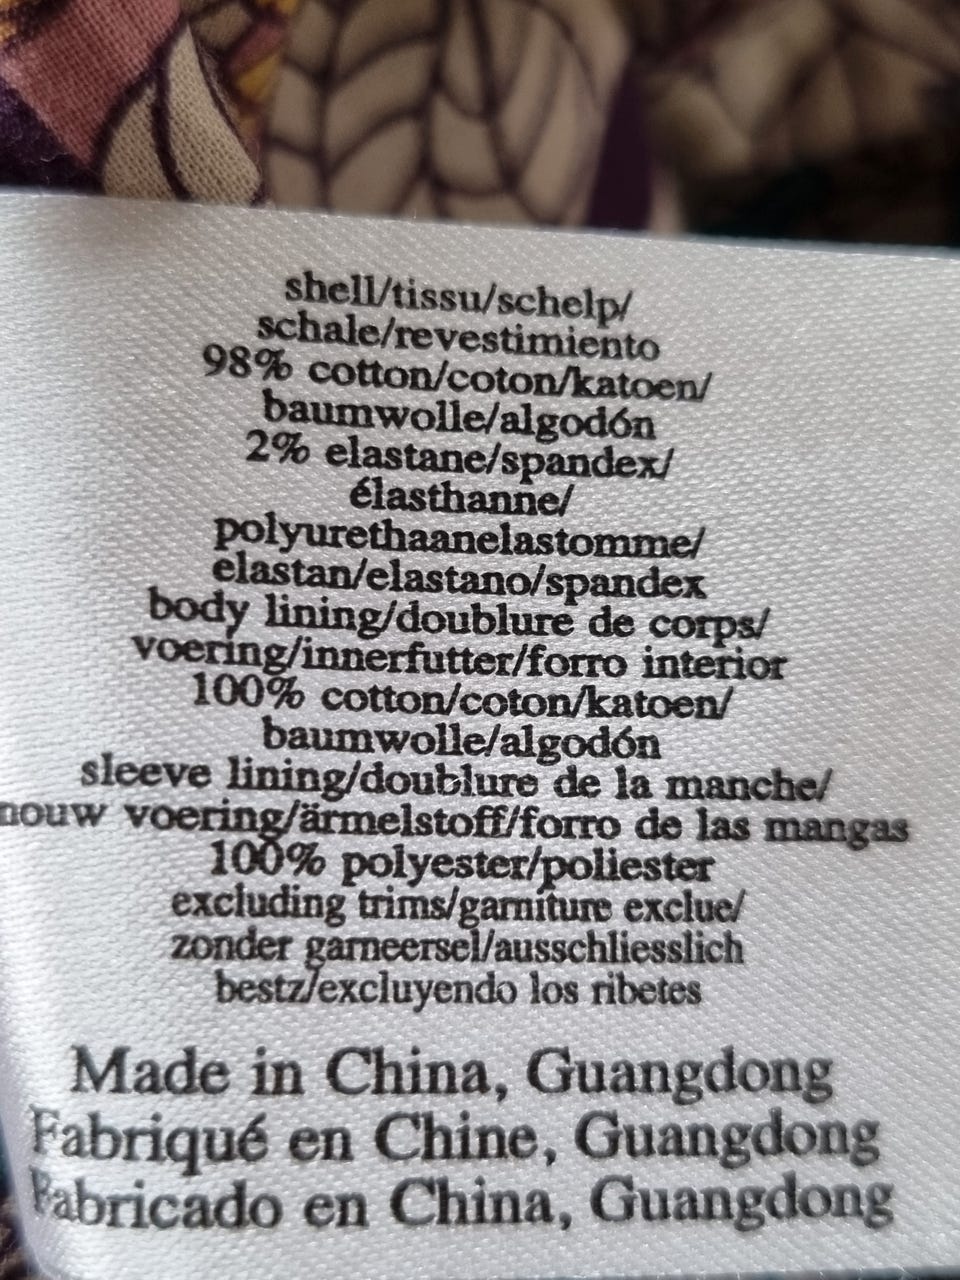 shell/tissu/schelp/
schale/revestimiento
98% cotton/coton/katoen/
baumwolle/algodón
2% elastane/spandex/
élasthanne/
polyurethaanelastomme/
elastan/elastano/spandex
body lining/doublure de corps/
voering/innerfutter/forro interior
100% cotton/coton/katoen/
baumwolle/algodón
sleeve lining/doublure de la manche/
mouw voering/ärmelstoff/forro de las mangas
100% polyester/poliester
excluding trims/garniture exclue/
zonder garneersel/ausschliesslich
bestz/excluyendo los ribetes
Made in China, Guangdong
Fabriqué en Chine, Guangdong
Fabricado en China, Guangdong